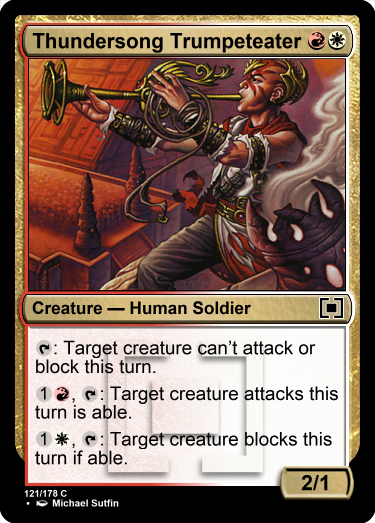 Thundersong Trumpeteater
Creature — Human Soldier
: Target creature can't attack or
block this turn.
1 , : Target creature attacks this
turn is able.
1 , : Target creature blocks this
turn if able.
2/1
121/178 C
• Michael Sutfin